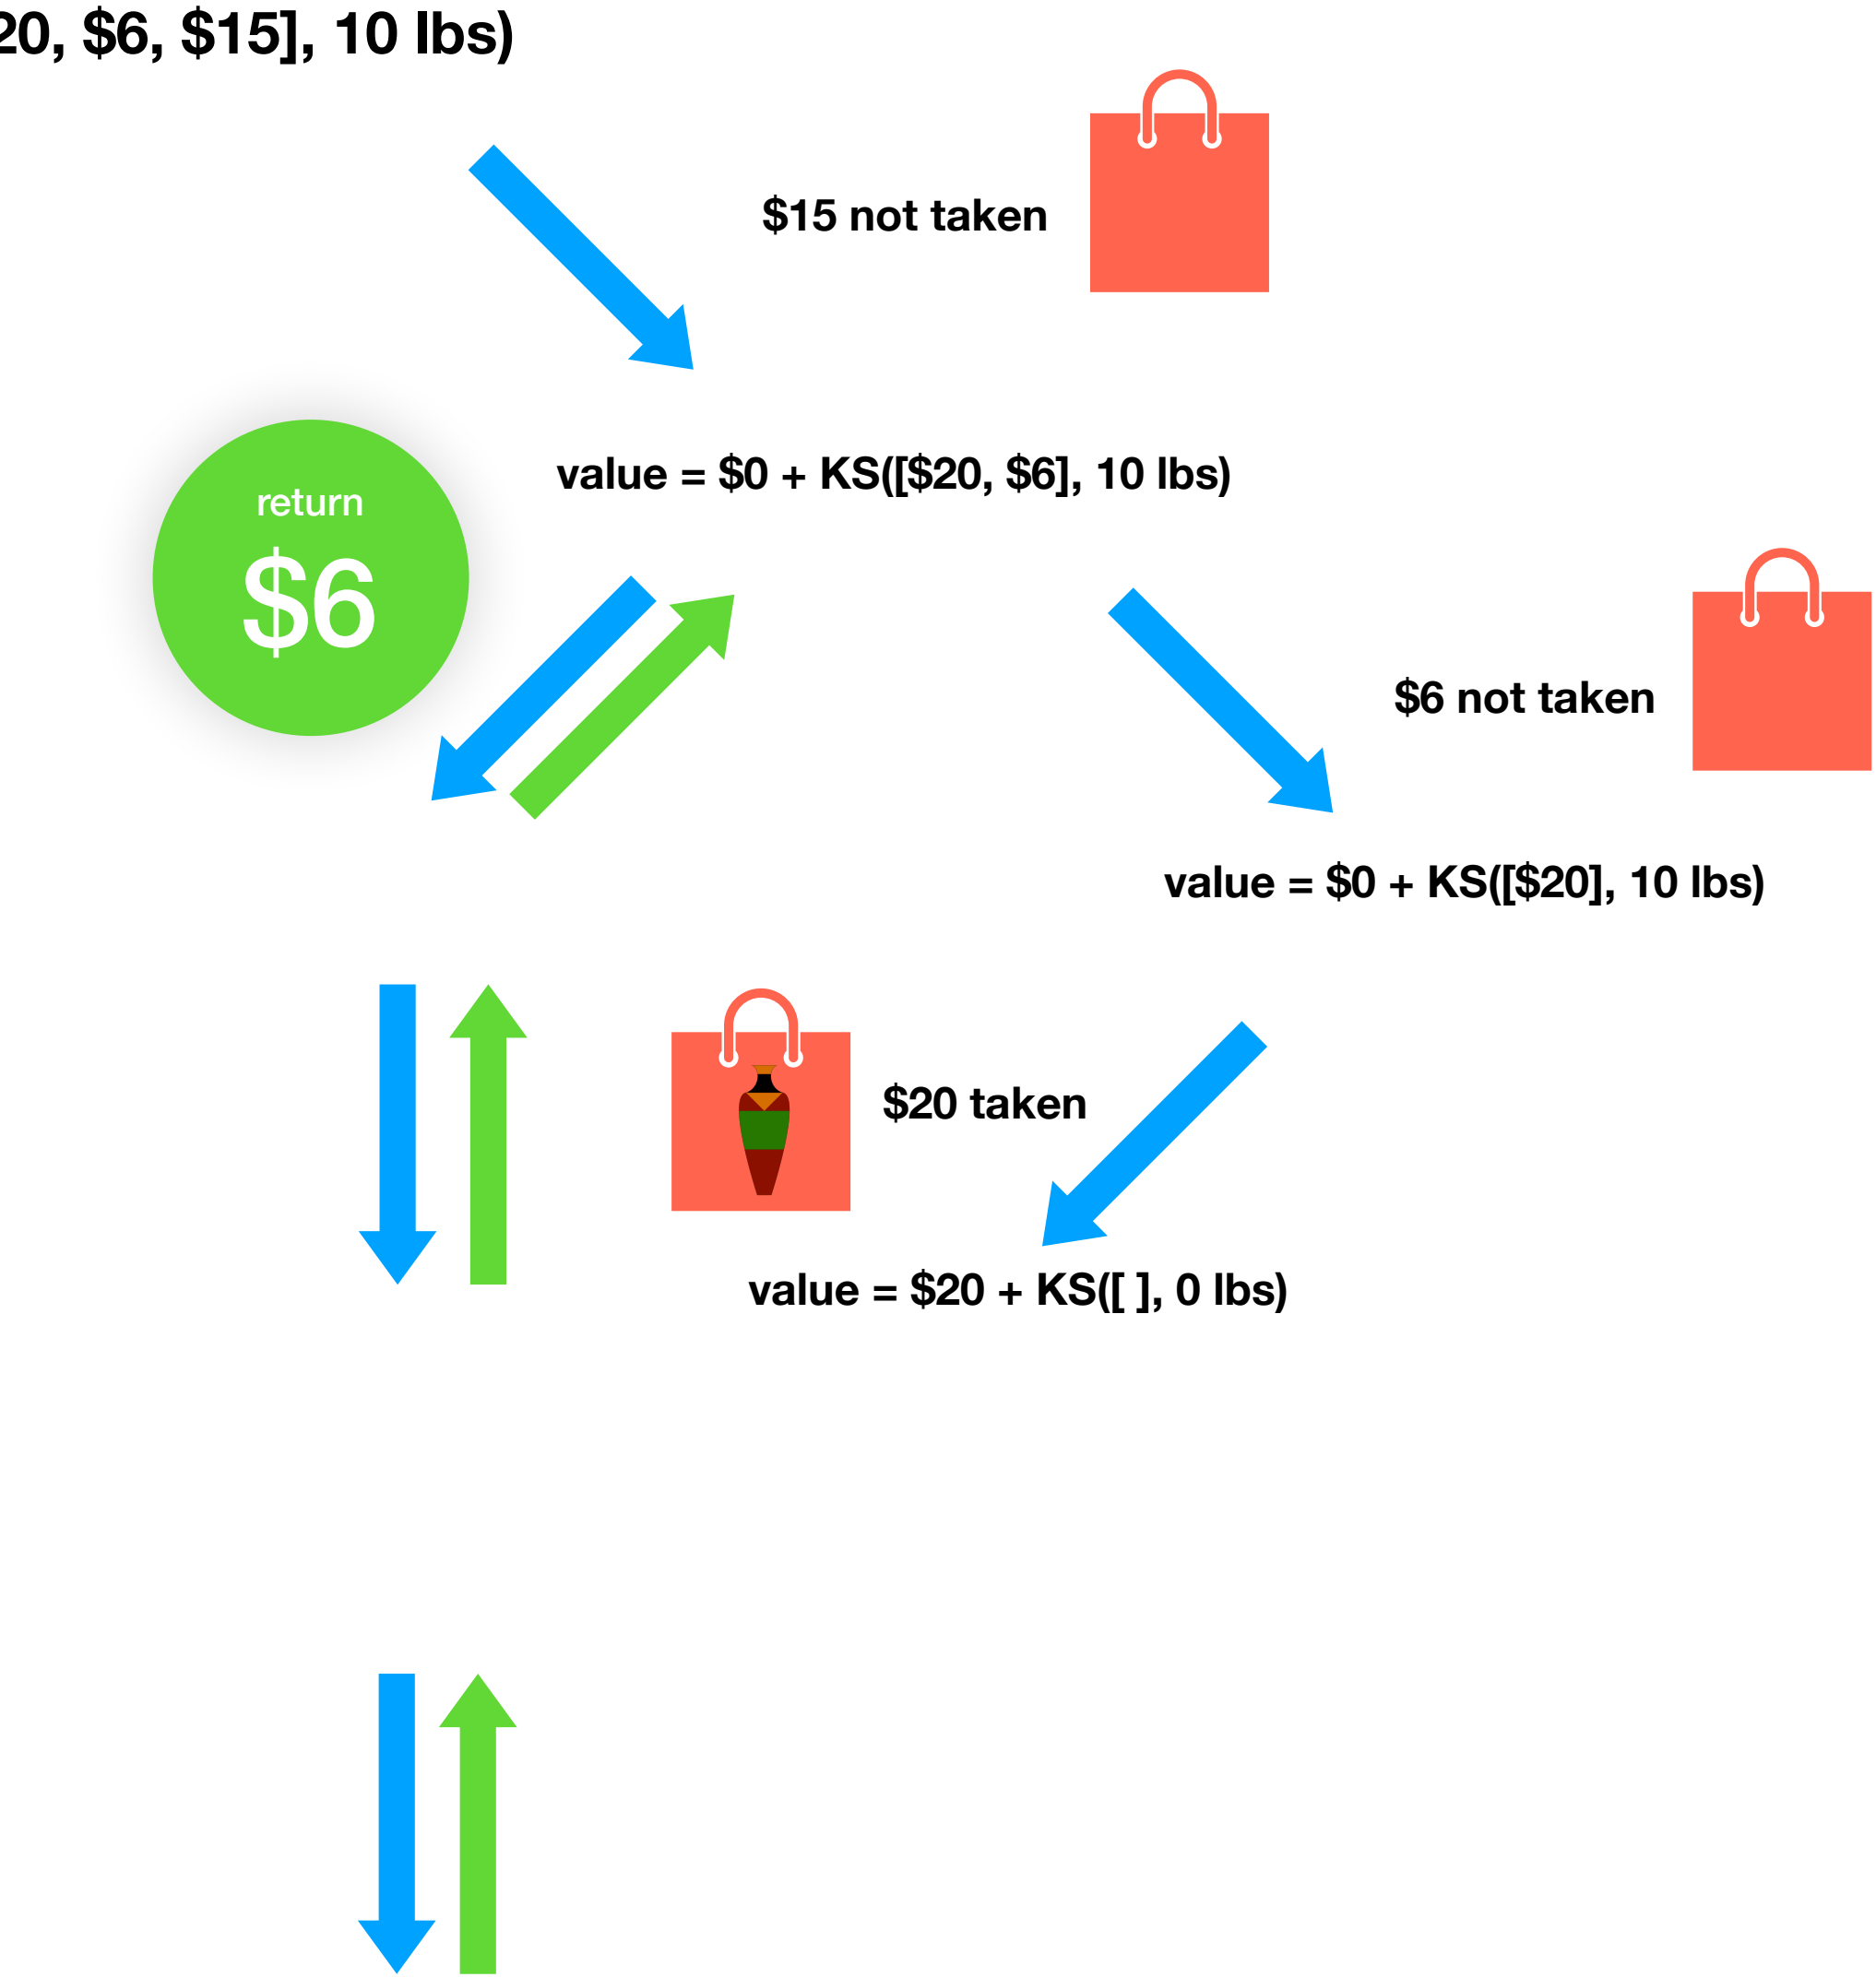 20, $6, $15], 10 lbs)
$15 not taken
value = $0 + KS([$20, $6], 10 lbs)
return
$6
$6 not taken
value = $0 + KS([$20], 10 lbs)
$20 taken
value = $20 + KS([ ], 0 lbs)